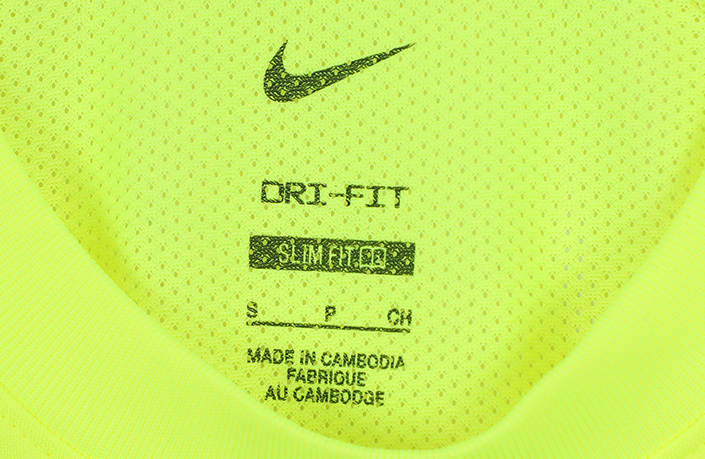 DRI-FIT
SLIM FIT
S P CH
MADE IN CAMBODIA
FABRIQUE
AU CAMBODGE